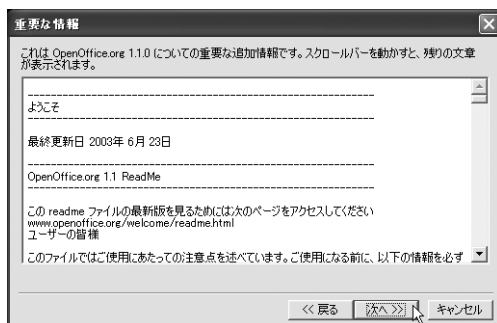 重要な情報
これは OpenOffice.org 1.1.0 についての重要な追加情報です。スクロールバーを動かすと、残りの文章
が表示されます。
----------------------------------------------------------------------
ようこそ
----------------------------------------------------------------------
最終更新日 2003年 6月 23日
----------------------------------------------------------------------
OpenOffice.org 1.1 ReadMe
----------------------------------------------------------------------
この readme ファイルの最新版を見るためには次のページをアクセスしてください
www.openoffice.org/welcome/readme.html
ユーザーの皆様
このファイルではご使用にあたっての注意点を述べています。ご使用になる前に、以下の情報を必ず
<< 戻る 次へ >> キャンセル